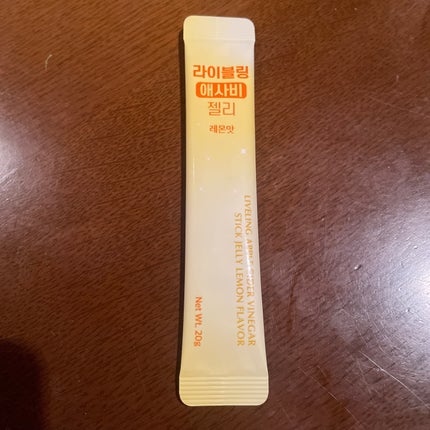 라이블링
애사비
젤리
레몬맛
LIVELING APPLE CIDER VINEGAR
STICK JELLY LEMON FLAVOR
Net Wt. 20g